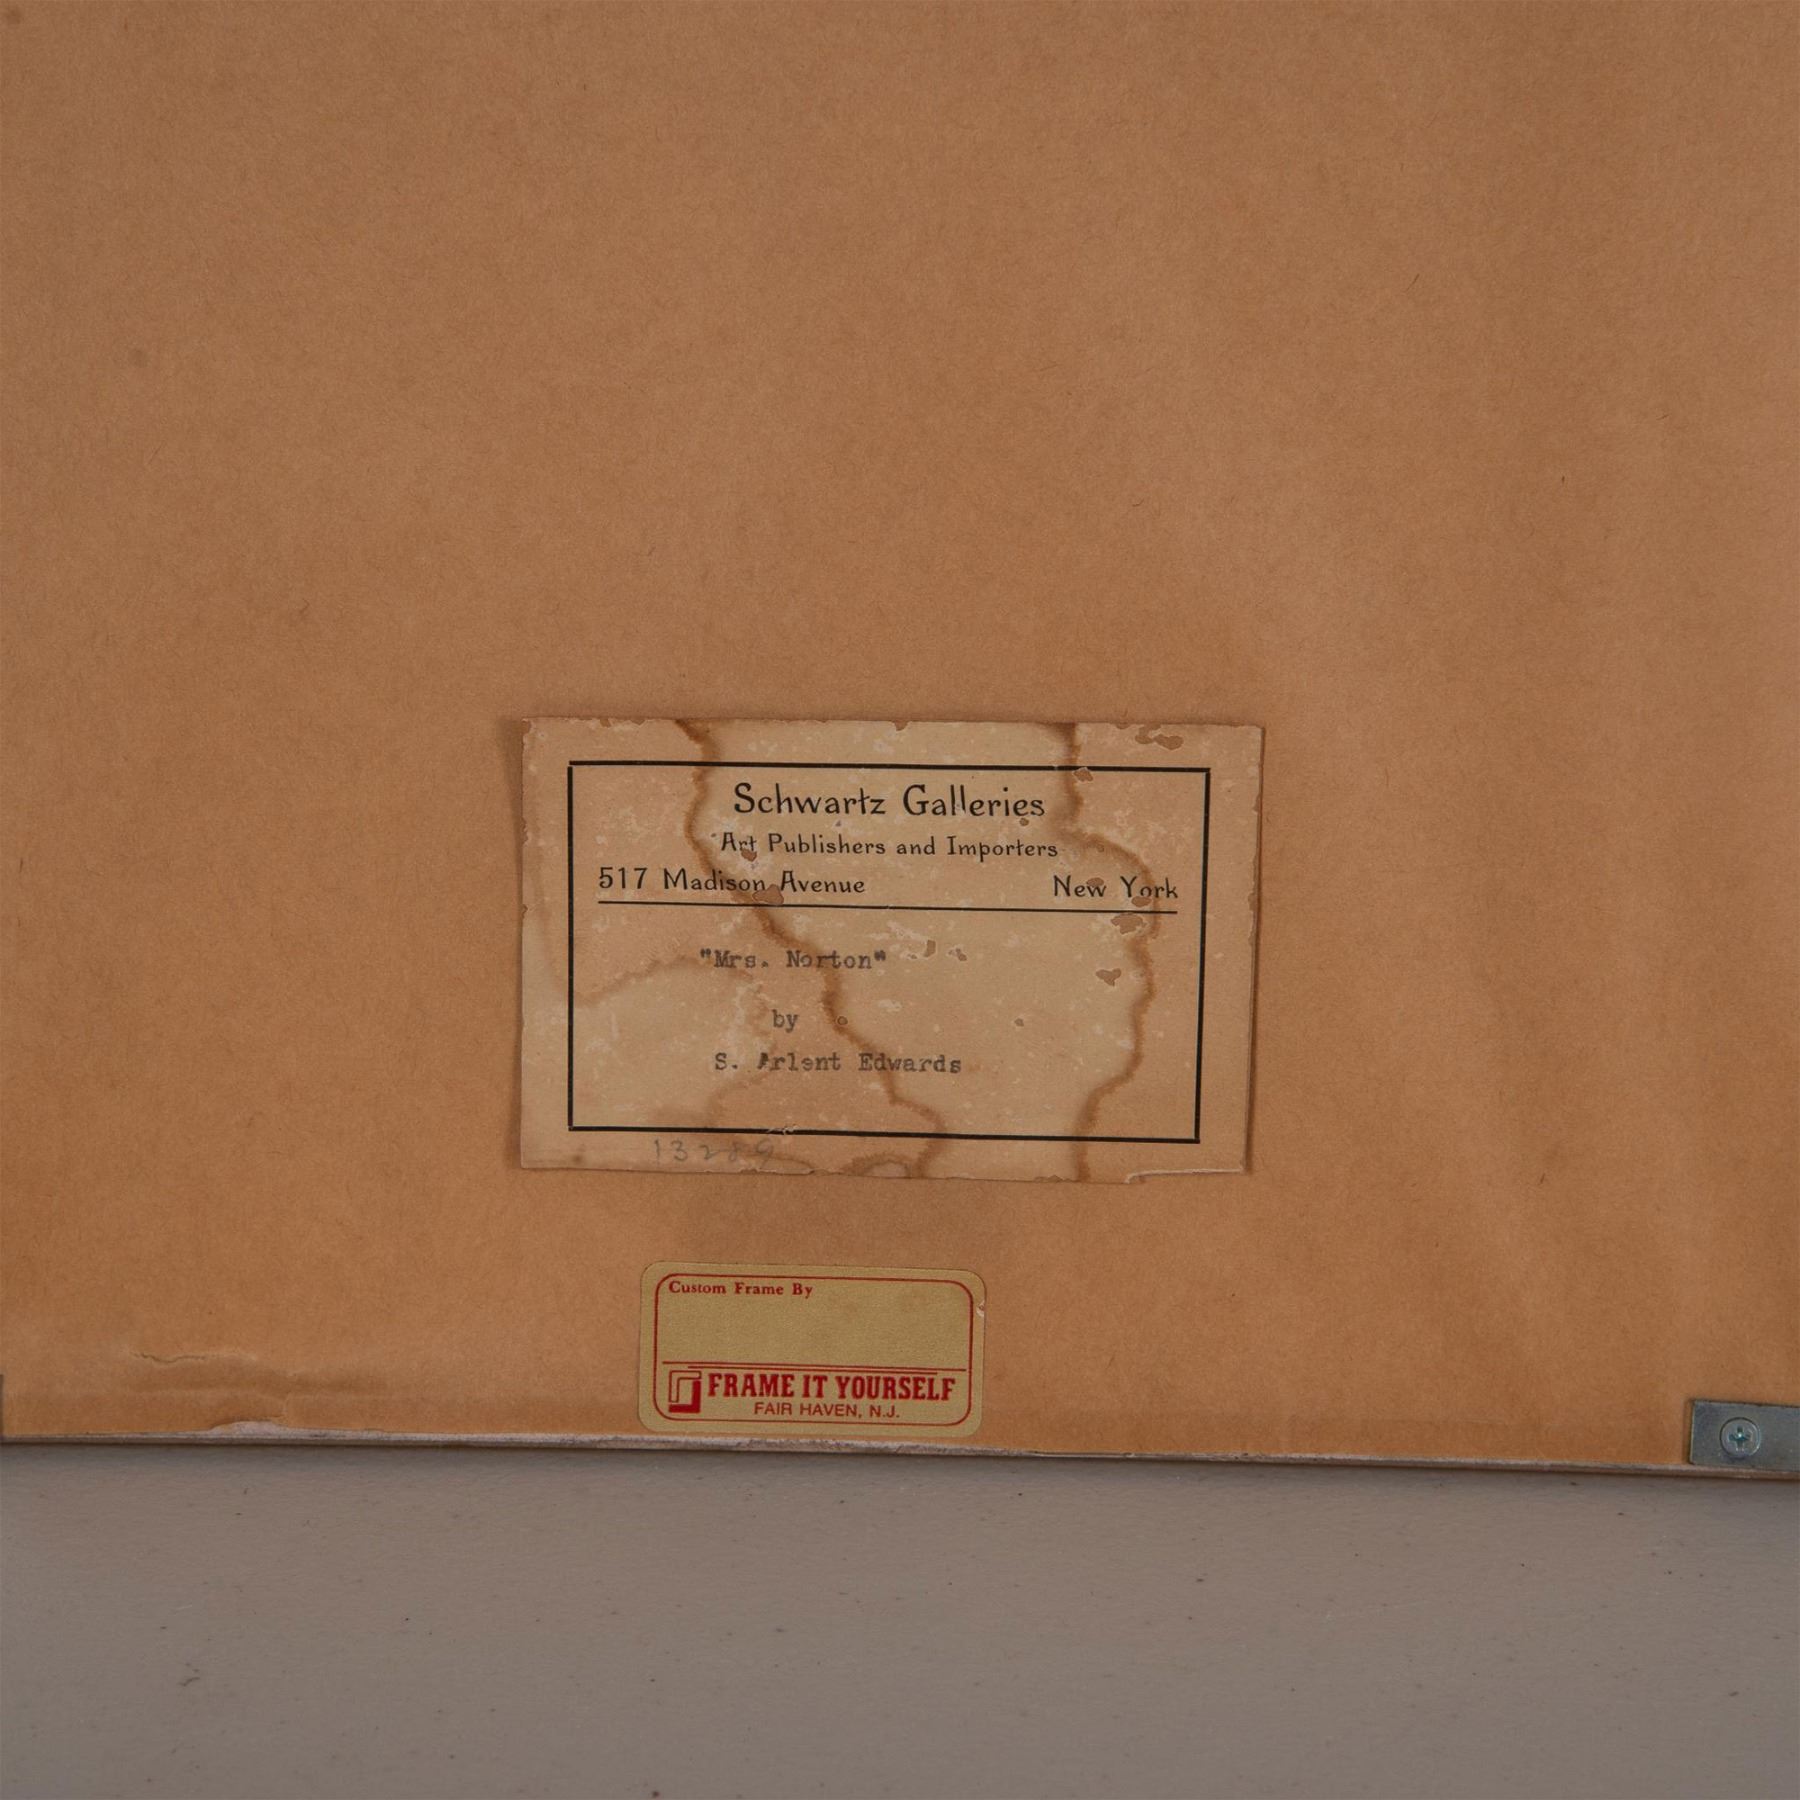 Schwartz Galleries
Art Publishers and Importers
517 Madison Avenue New York
"Mrs. Norton"
by
S. Arlent Edwards
13289
Custom Frame By
FRAME IT YOURSELF
FAIR HAVEN, N.J.